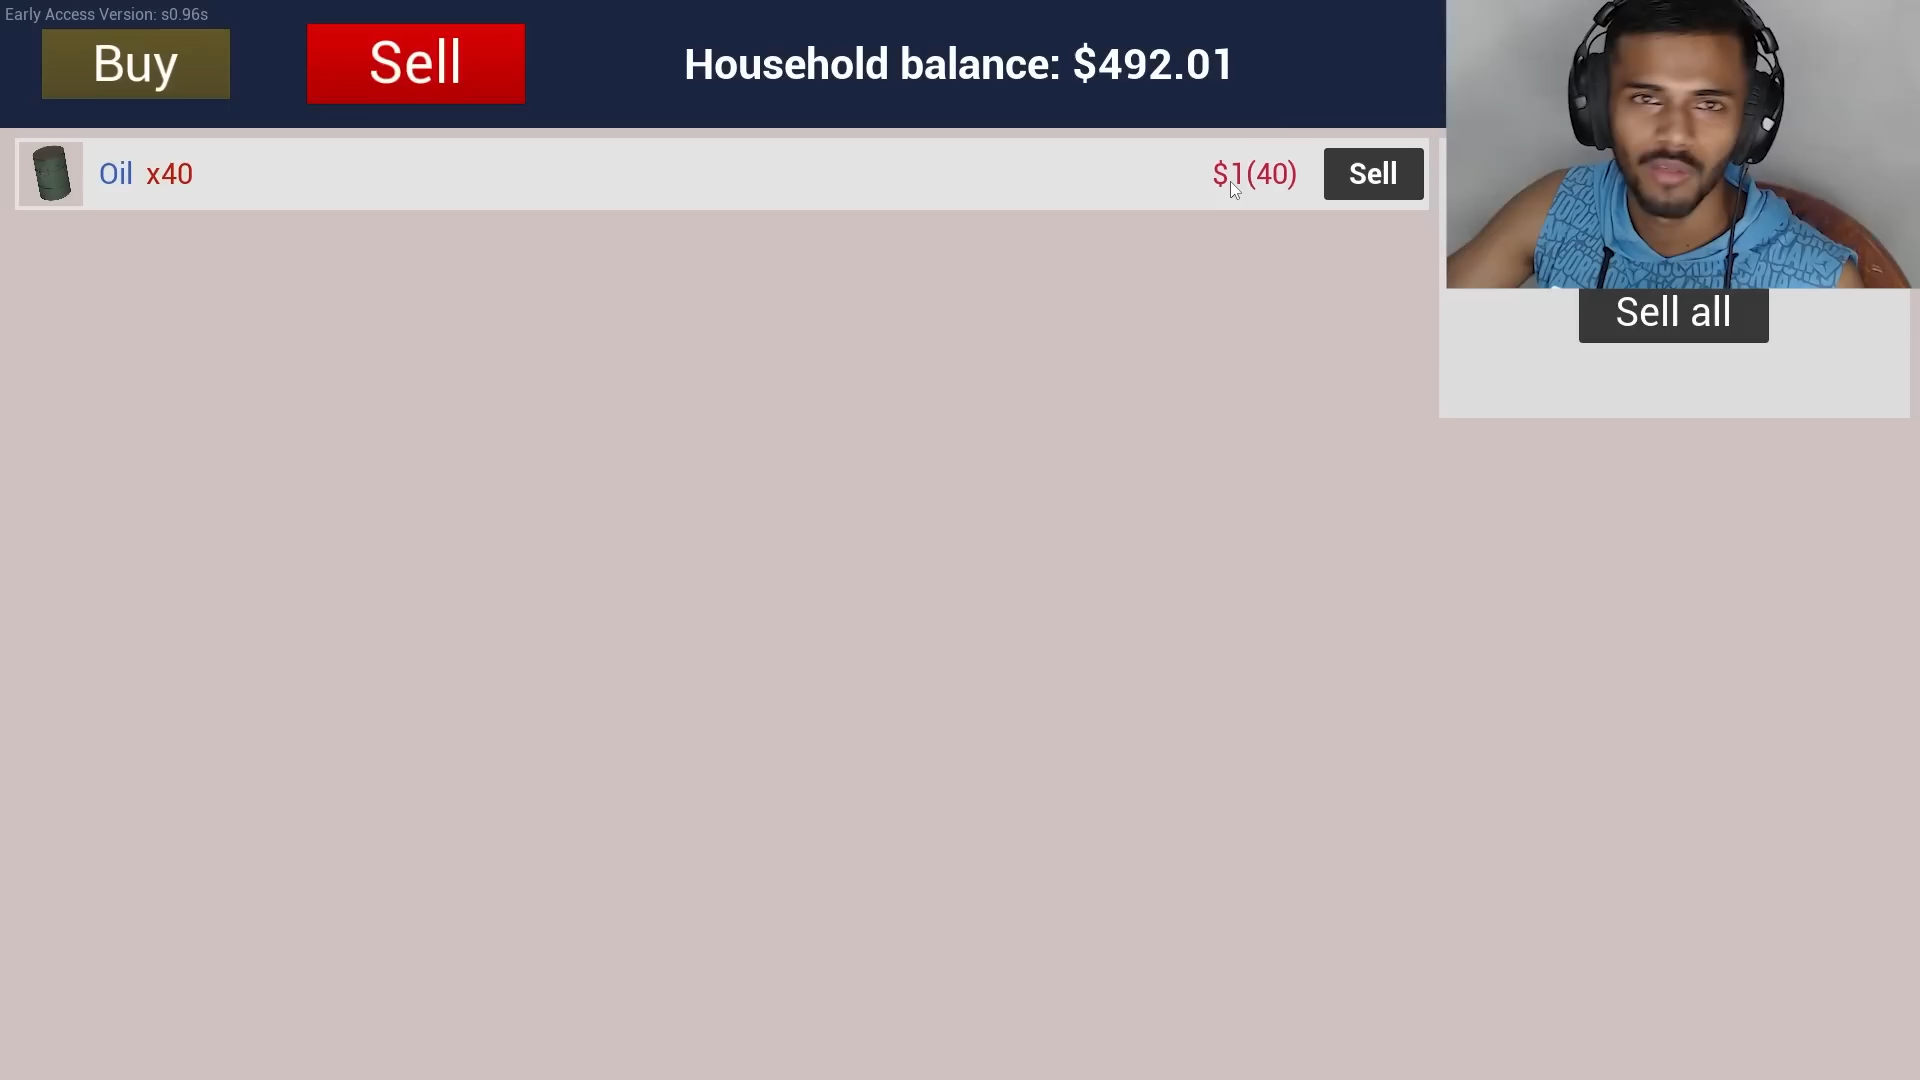 Early Access Version: s0.96s
Buy
Sell
Household balance: $492.01
Oil x40
$1(40)
Sell
Sell all